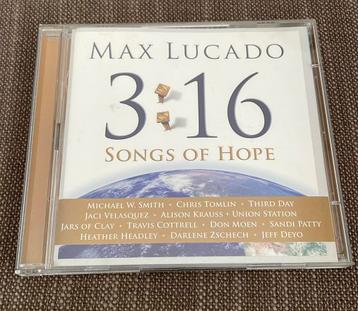 MAX LUCADO
3:16
SONGS OF HOPE
MICHAEL W. SMITH • CHRIS TOMLIN • THIRD DAY
JACI VELASQUEZ • ALISON KRAUSS + UNION STATION
JARS OF CLAY • TRAVIS COTTRELL • DON MOEN • SANDI PATTY
HEATHER HEADLEY • DARLENE ZSCHECH • JEFF DEYO